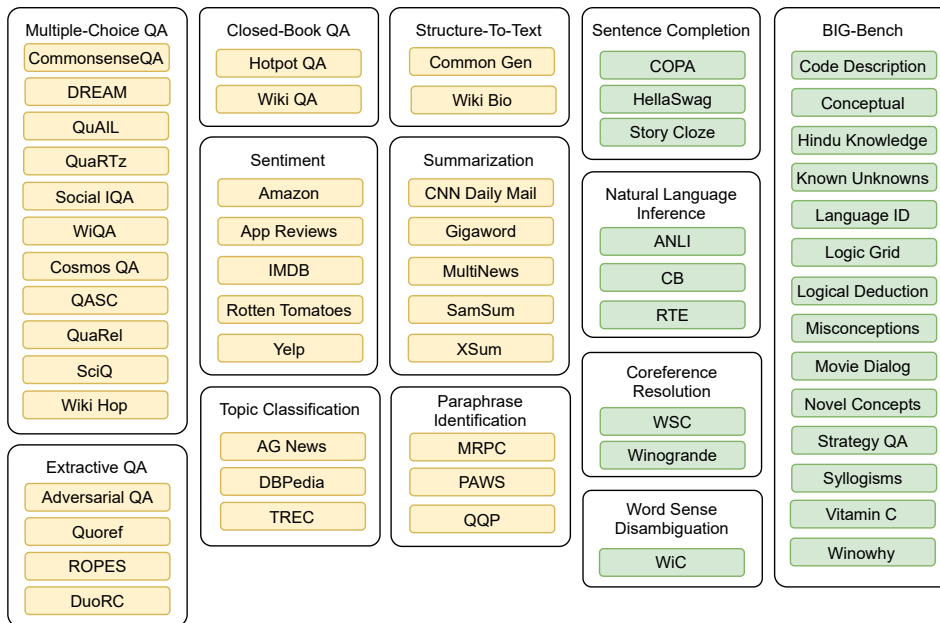 Multiple-Choice QA
CommonsenseQA
DREAM
QuAIL
QuaRTz
Social IQA
WiQA
Cosmos QA
QASC
QuaRel
SciQ
Wiki Hop
Extractive QA
Adversarial QA
Quoref
ROPES
DuoRC
Closed-Book QA
Hotpot QA
Wiki QA
Sentiment
Amazon
App Reviews
IMDB
Rotten Tomatoes
Yelp
Topic Classification
AG News
DBPedia
TREC
Structure-To-Text
Common Gen
Wiki Bio
Summarization
CNN Daily Mail
Gigaword
MultiNews
SamSum
XSum
Paraphrase
Identification
MRPC
PAWS
QQP
Sentence Completion
COPA
HellaSwag
Story Cloze
Natural Language
Inference
ANLI
CB
RTE
Coreference
Resolution
WSC
Winogrande
Word Sense
Disambiguation
WiC
BIG-Bench
Code Description
Conceptual
Hindu Knowledge
Known Unknowns
Language ID
Logic Grid
Logical Deduction
Misconceptions
Movie Dialog
Novel Concepts
Strategy QA
Syllogisms
Vitamin C
Winowhy